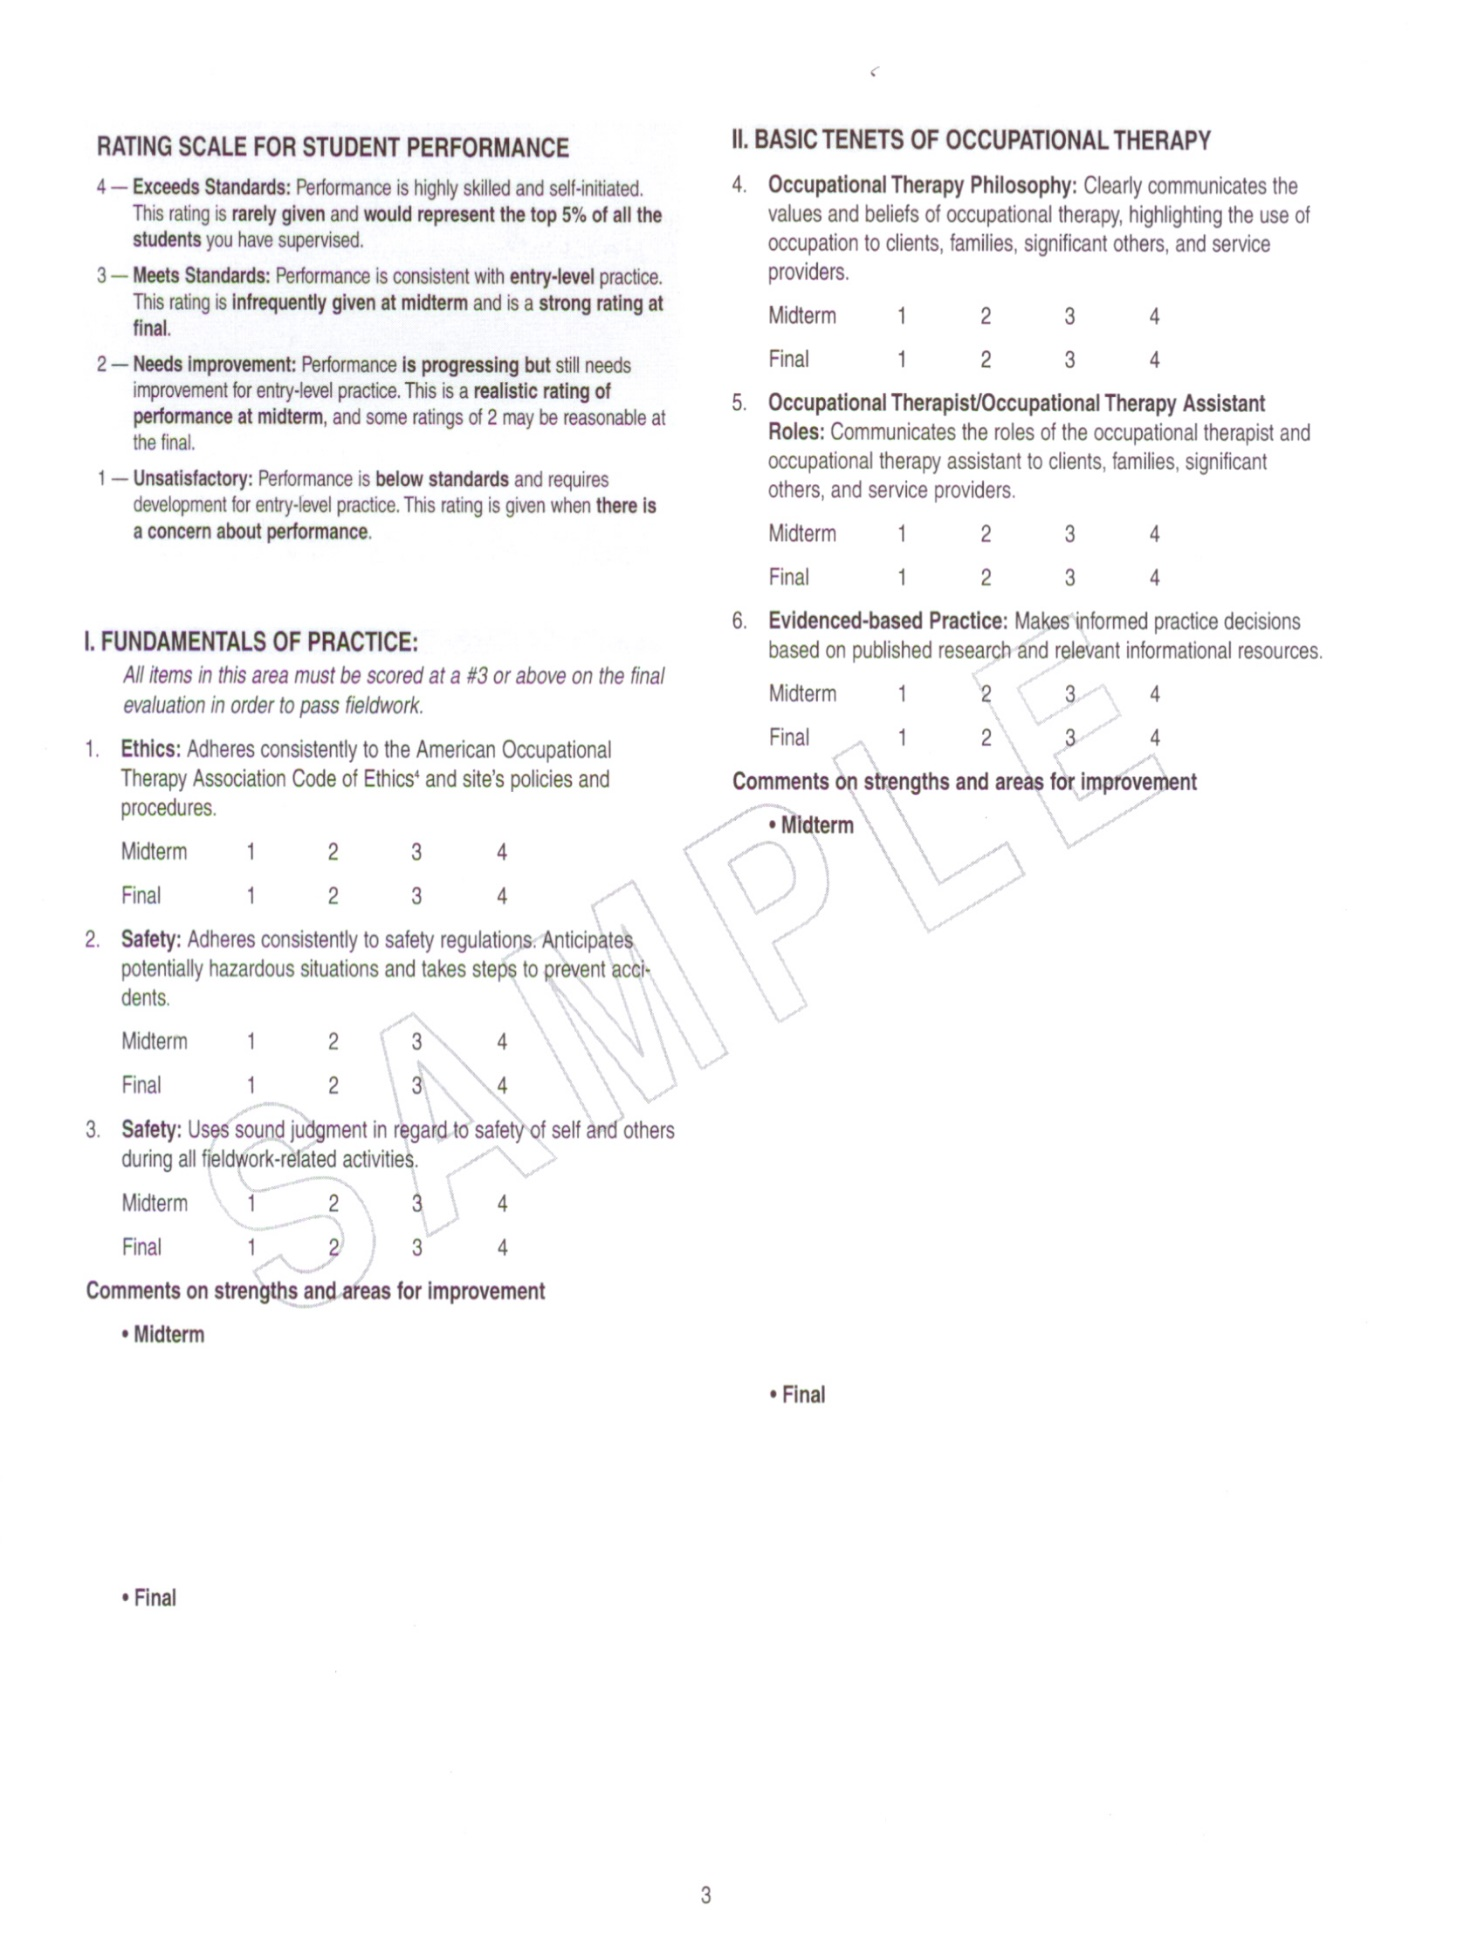 RATING SCALE FOR STUDENT PERFORMANCE
4 — Exceeds Standards: Performance is highly skilled and self-initiated.
This rating is rarely given and would represent the top 5% of all the
students you have supervised.
3 — Meets Standards: Performance is consistent with entry-level practice.
This rating is infrequently given at midterm and is a strong rating at
final.
2 — Needs improvement: Performance is progressing but still needs
improvement for entry-level practice. This is a realistic rating of
performance at midterm, and some ratings of 2 may be reasonable at
the final.
1 — Unsatisfactory: Performance is below standards and requires
development for entry-level practice. This rating is given when there is
a concern about performance.
I. FUNDAMENTALS OF PRACTICE:
All items in this area must be scored at a #3 or above on the final
evaluation in order to pass fieldwork.
1. Ethics: Adheres consistently to the American Occupational
Therapy Association Code of Ethics⁴ and site's policies and
procedures.
Midterm 1 2 3 4
Final 1 2 3 4
2. Safety: Adheres consistently to safety regulations. Anticipates
potentially hazardous situations and takes steps to prevent acci-
dents.
Midterm 1 2 3 4
Final 1 2 3 4
3. Safety: Uses sound judgment in regard to safety of self and others
during all fieldwork-related activities.
Midterm 1 2 3 4
Final 1 2 3 4
Comments on strengths and areas for improvement
• Midterm
• Final
II. BASIC TENETS OF OCCUPATIONAL THERAPY
4. Occupational Therapy Philosophy: Clearly communicates the
values and beliefs of occupational therapy, highlighting the use of
occupation to clients, families, significant others, and service
providers.
Midterm 1 2 3 4
Final 1 2 3 4
5. Occupational Therapist/Occupational Therapy Assistant
Roles: Communicates the roles of the occupational therapist and
occupational therapy assistant to clients, families, significant
others, and service providers.
Midterm 1 2 3 4
Final 1 2 3 4
6. Evidenced-based Practice: Makes informed practice decisions
based on published research and relevant informational resources.
Midterm 1 2 3 4
Final 1 2 3 4
Comments on strengths and areas for improvement
• Midterm
• Final
SAMPLE
3